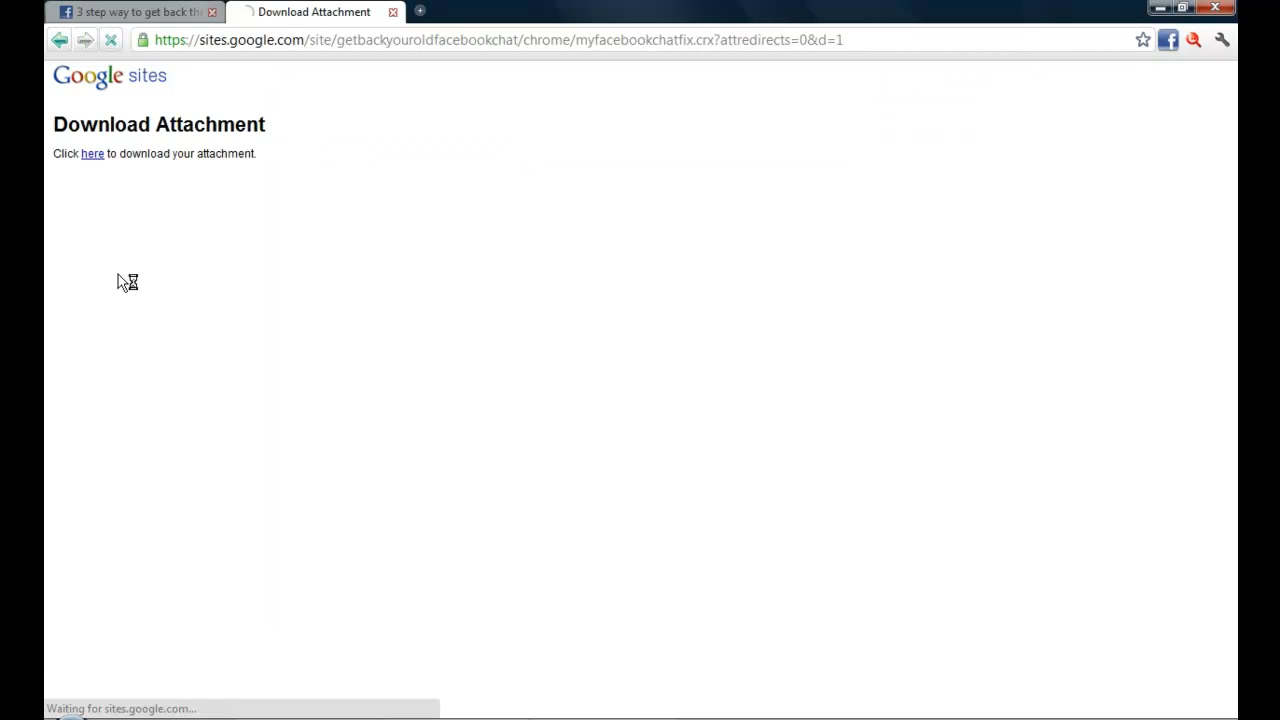 3 step way to get back th
Download Attachment
https://sites.google.com/site/getbackyouroldfacebookchat/chrome/myfacebookchatfix.crx?attredirects=0&d=1
Google sites
Download Attachment
Click here to download your attachment.
Waiting for sites.google.com...